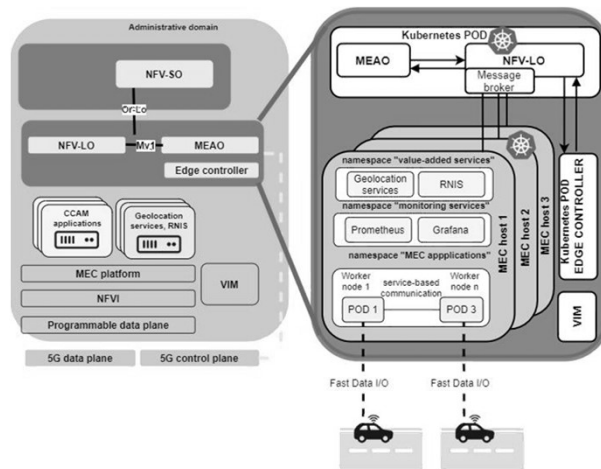 Administrative domain
NFV-SO
Or-Lo
NFV-LO
Mv1
MEAO
Edge controller
CCAM
applications
Geolocation
services, RNIS
MEC platform
NFVI
Programmable data plane
VIM
5G data plane
5G control plane
Kubernetes POD
MEAO
NFV-LO
Message
broker
namespace "value-added services"
Geolocation
services
RNIS
namespace "monitoring services"
Prometheus
Grafana
namespace "MEC appplications"
Worker
node 1
service-based
communication
Worker
node n
POD 1
POD 3
MEC host 1
MEC host 2
MEC host 3
Kubernetes POD
EDGE CONTROLLER
VIM
Fast Data I/O
Fast Data I/O